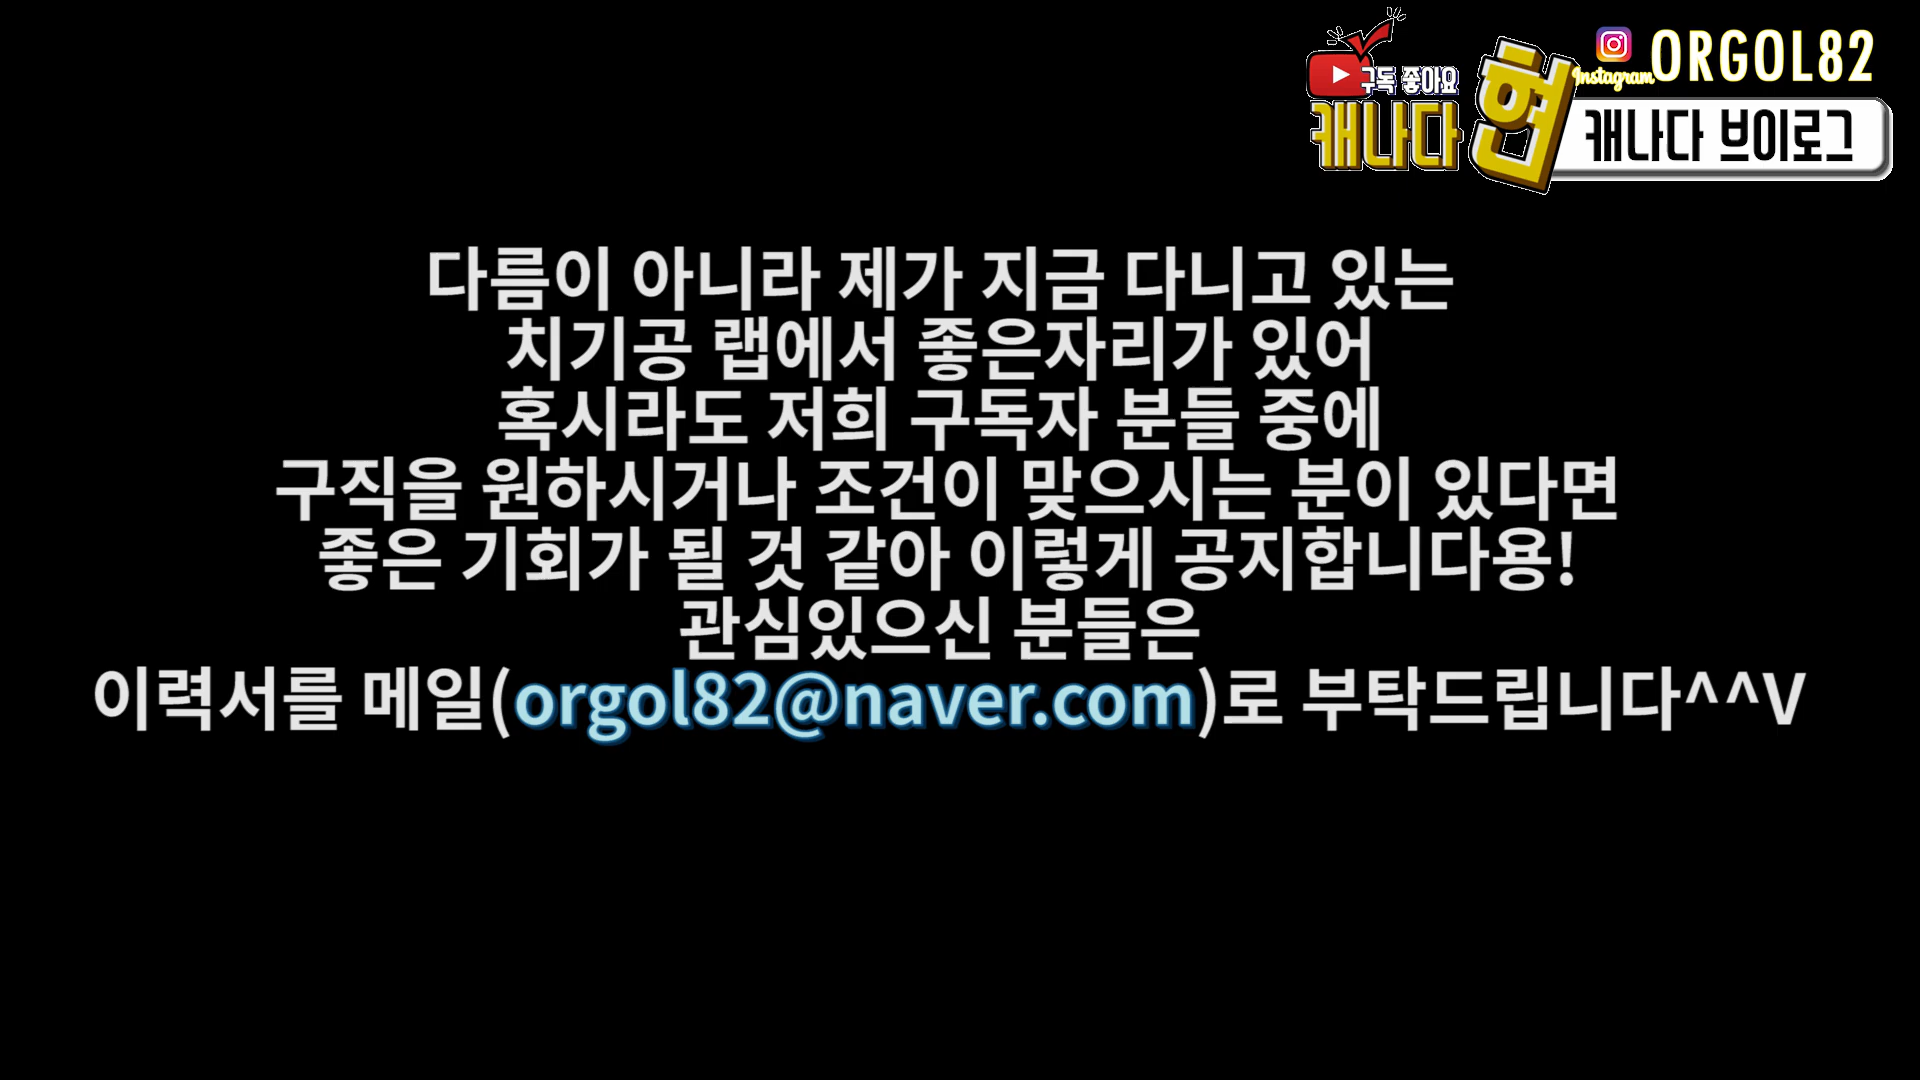 Instagram
ORGOL82
구독 좋아요
캐나다 현
캐나다 브이로그
다름이 아니라 제가 지금 다니고 있는
치기공 랩에서 좋은자리가 있어
혹시라도 저희 구독자 분들 중에
구직을 원하시거나 조건이 맞으시는 분이 있다면
좋은 기회가 될 것 같아 이렇게 공지합니다용!
관심있으신 분들은
이력서를 메일(orgol82@naver.com)로 부탁드립니다^^V